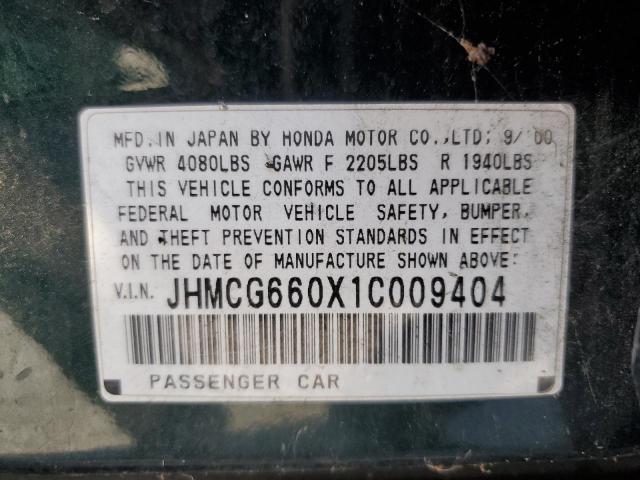 MFD. IN JAPAN BY HONDA MOTOR CO., LTD; 9/00
GVWR 4080LBS GAWR F 2205LBS R 1940LBS
THIS VEHICLE CONFORMS TO ALL APPLICABLE
FEDERAL MOTOR VEHICLE SAFETY, BUMPER,
AND THEFT PREVENTION STANDARDS IN EFFECT
ON THE DATE OF MANUFACTURE SHOWN ABOVE:
V.I.N. JHMCG660X1C009404
PASSENGER CAR